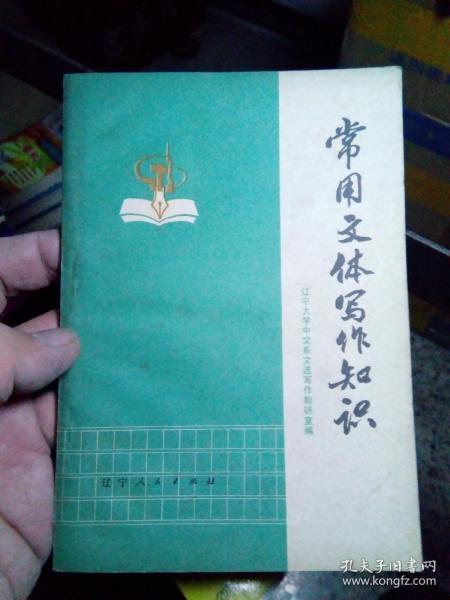 常用文体写作知识
辽宁大学中文系文选写作教研室编
辽宁人民出版社
孔夫子旧书网
www.kongfz.com